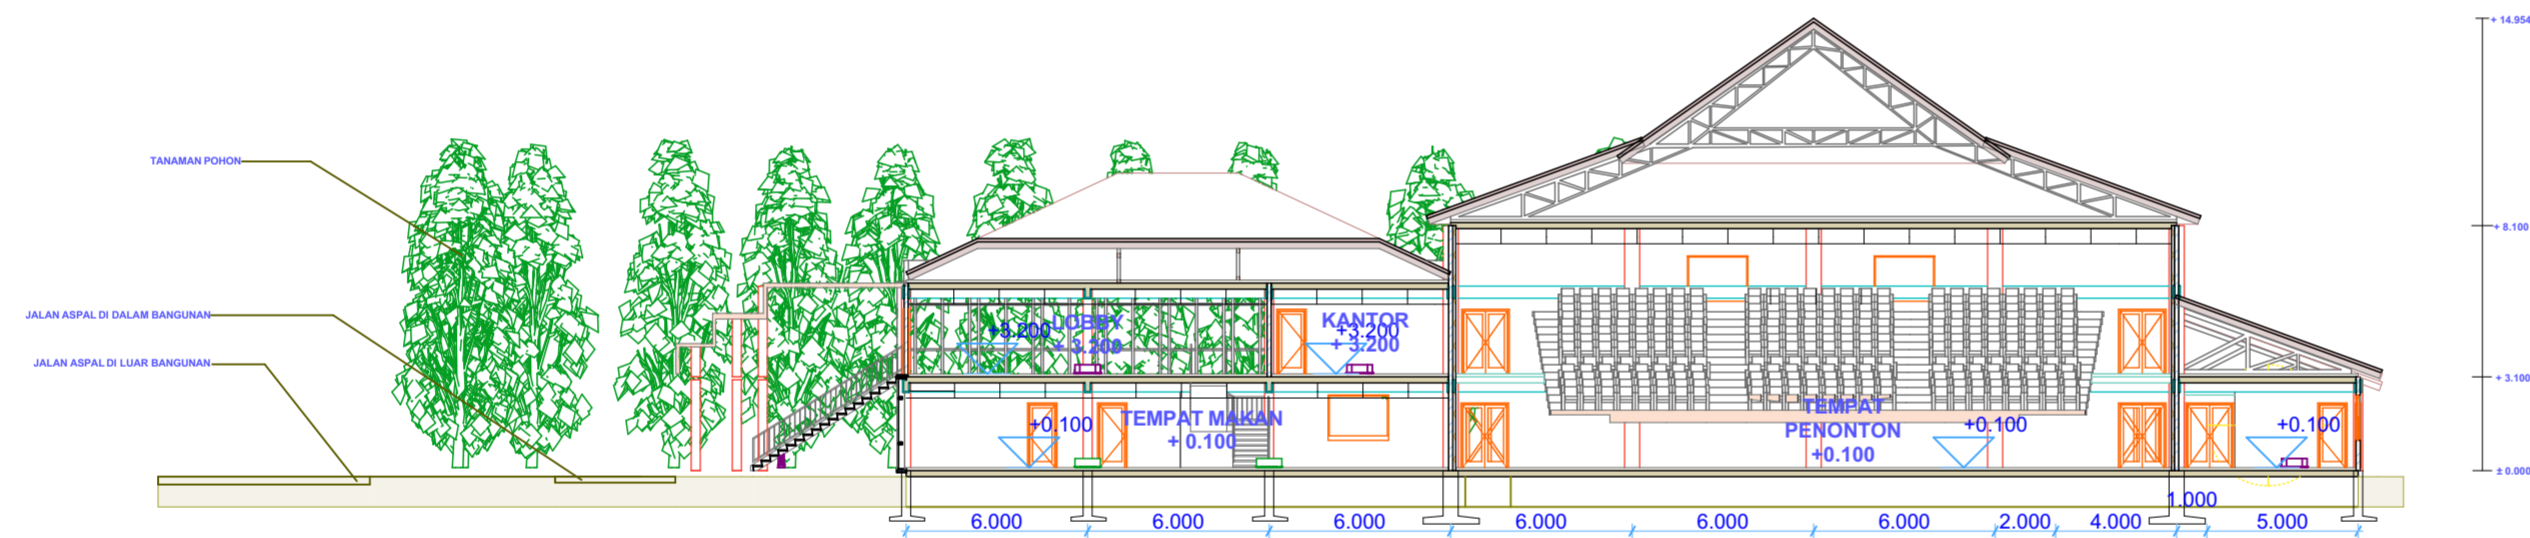 + 14.954
TANAMAN POHON
+ 8.100
JALAN ASPAL DI DALAM BANGUNAN
LOBBY
+3.200
+ 3.200
KANTOR
+3.200
+ 3.200
JALAN ASPAL DI LUAR BANGUNAN
+ 3.100
TEMPAT MAKAN
+ 0.100
+0.100
TEMPAT
PENONTON
+0.100
+0.100
+0.100
± 0.000
1.000
6.000 6.000 6.000 6.000 6.000 6.000 2.000 4.000 5.000